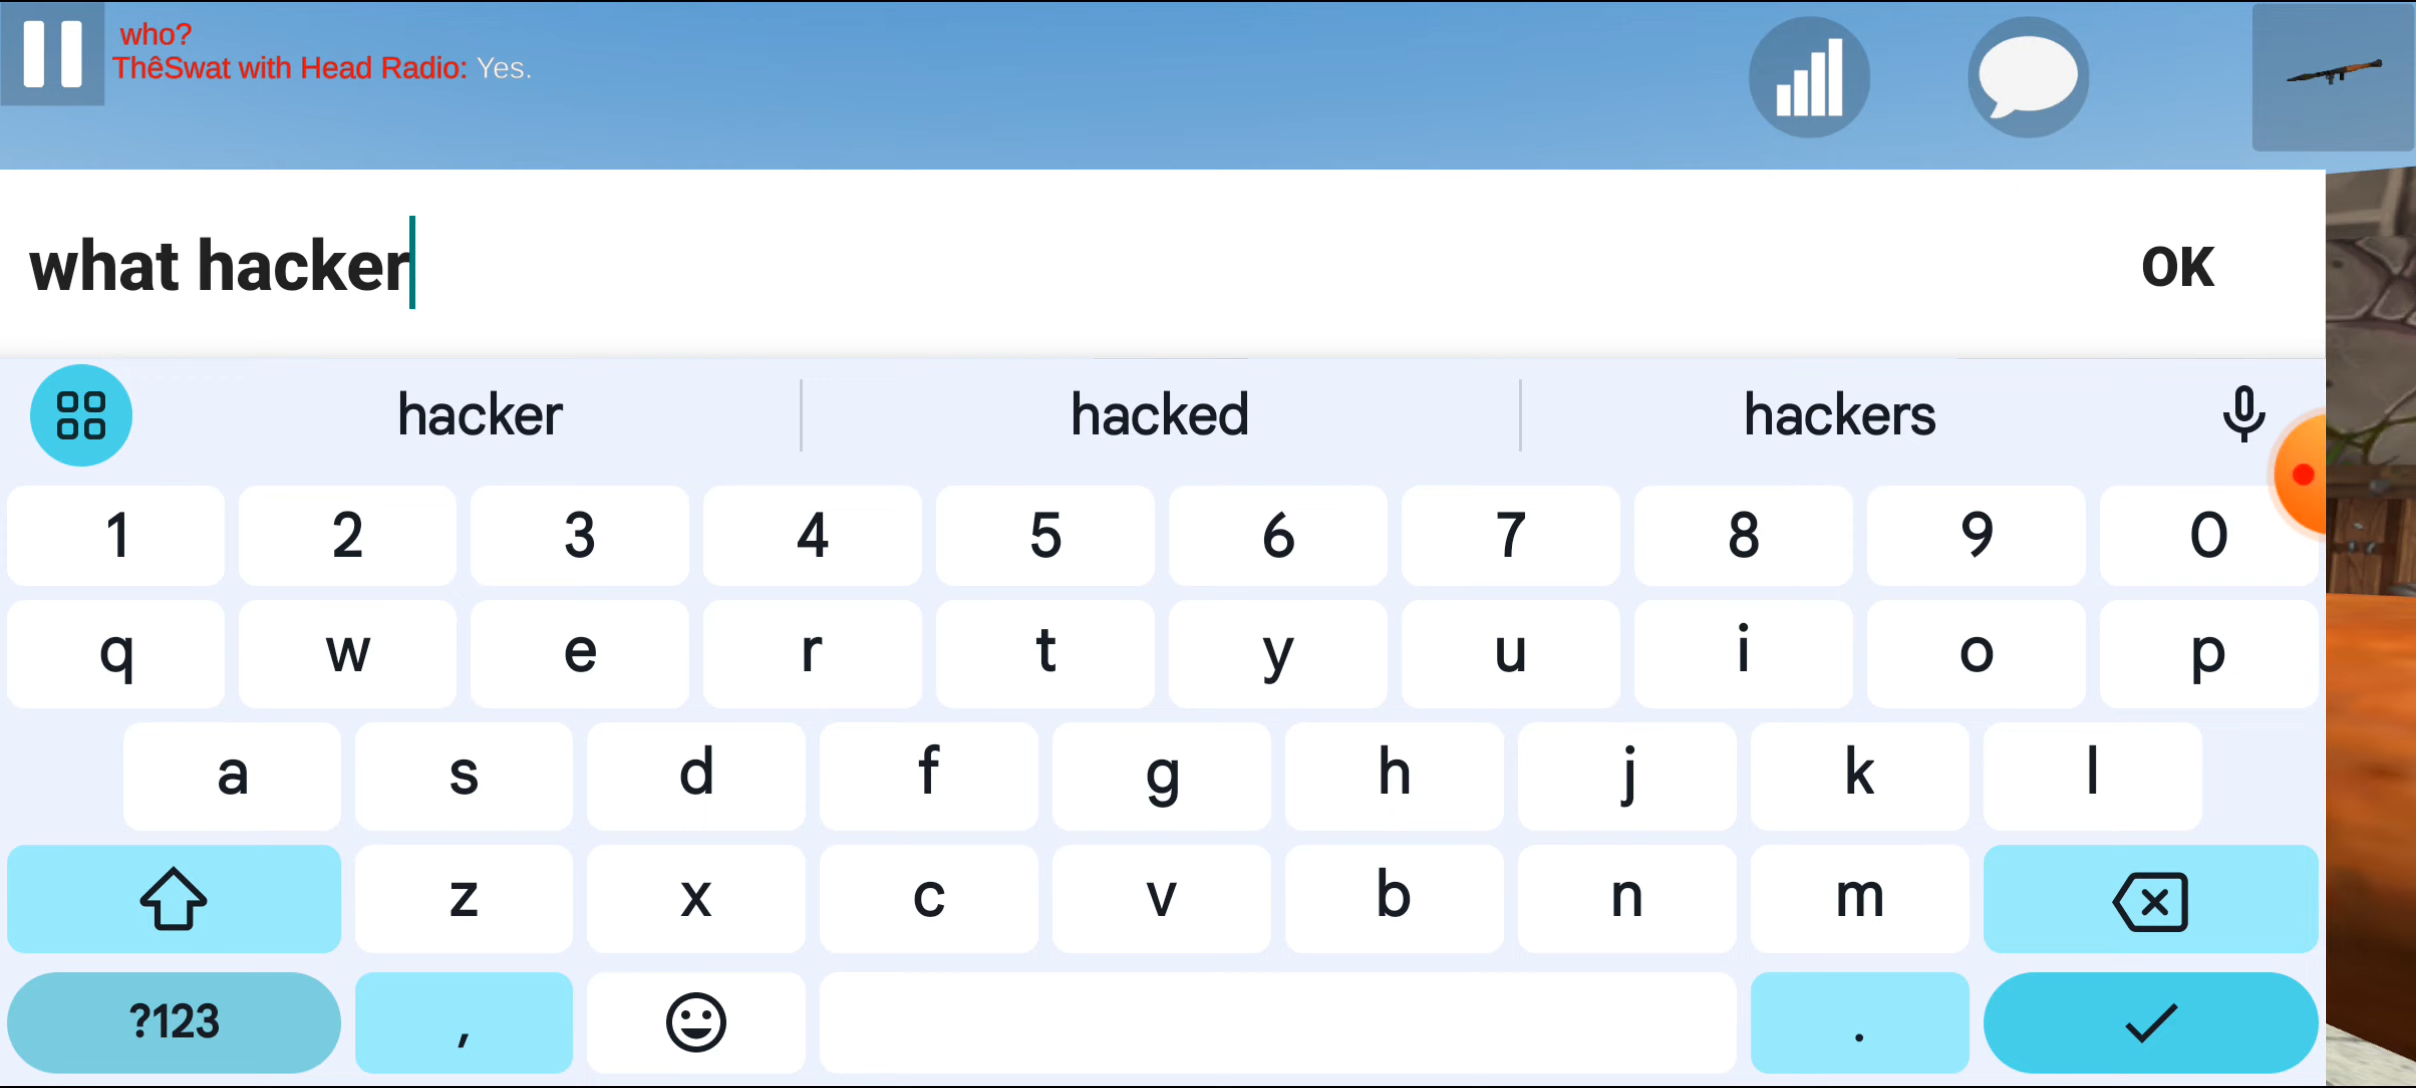 who?
ThêSwat with Head Radio: Yes.
what hacker
OK
hacker hacked hackers
1 2 3 4 5 6 7 8 9 0
q w e r t y u i o p
a s d f g h j k l
z x c v b n m
?123 , .